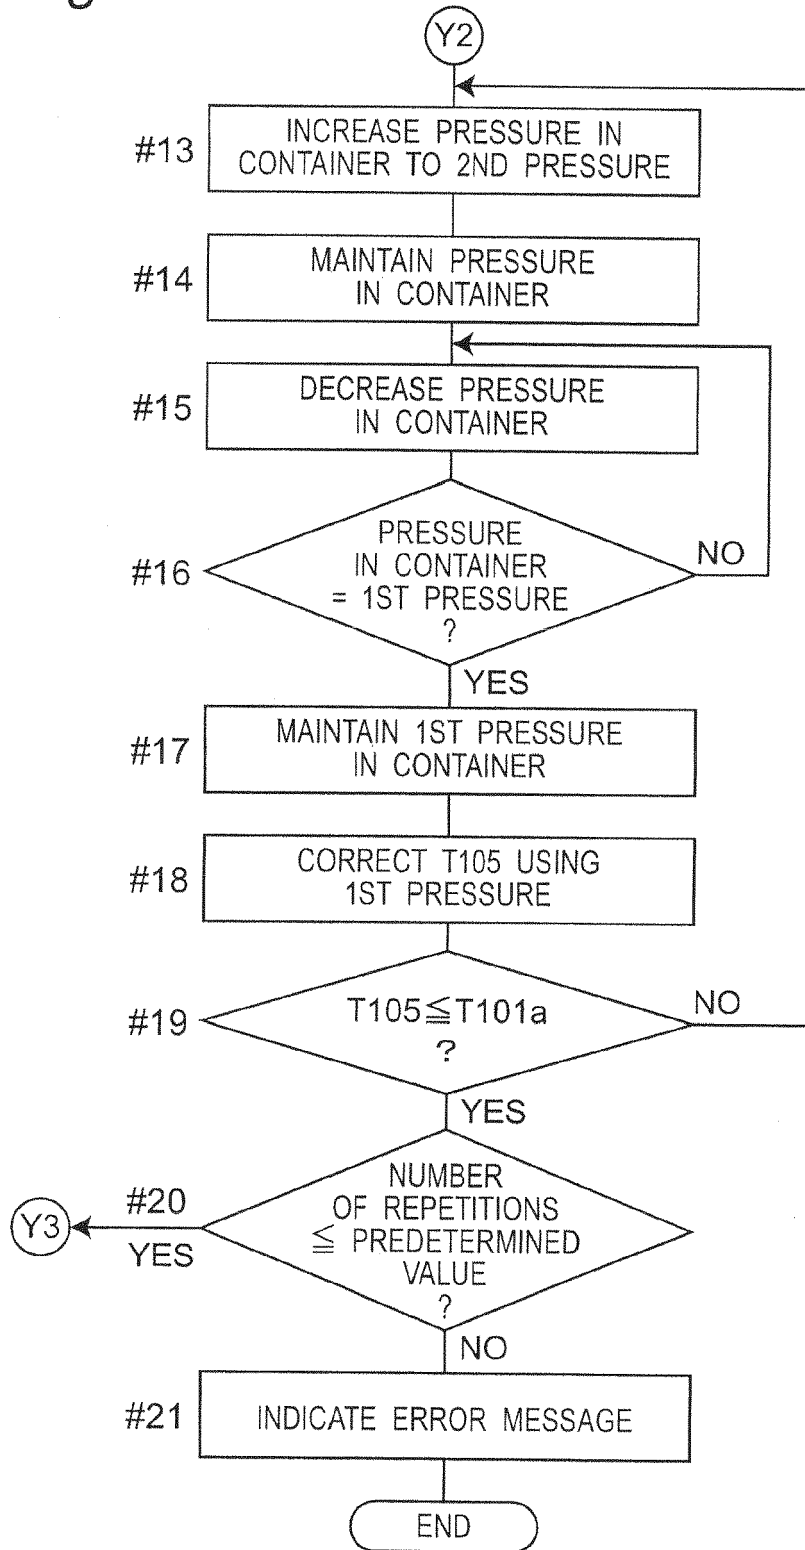 Y2
#13
INCREASE PRESSURE IN
CONTAINER TO 2ND PRESSURE
#14
MAINTAIN PRESSURE
IN CONTAINER
#15
DECREASE PRESSURE
IN CONTAINER
#16
PRESSURE
IN CONTAINER
= 1ST PRESSURE
?
NO
YES
#17
MAINTAIN 1ST PRESSURE
IN CONTAINER
#18
CORRECT T105 USING
1ST PRESSURE
#19
T105≦T101a
?
NO
YES
#20
NUMBER
OF REPETITIONS
≦ PREDETERMINED
VALUE
?
Y3
YES
NO
#21
INDICATE ERROR MESSAGE
END